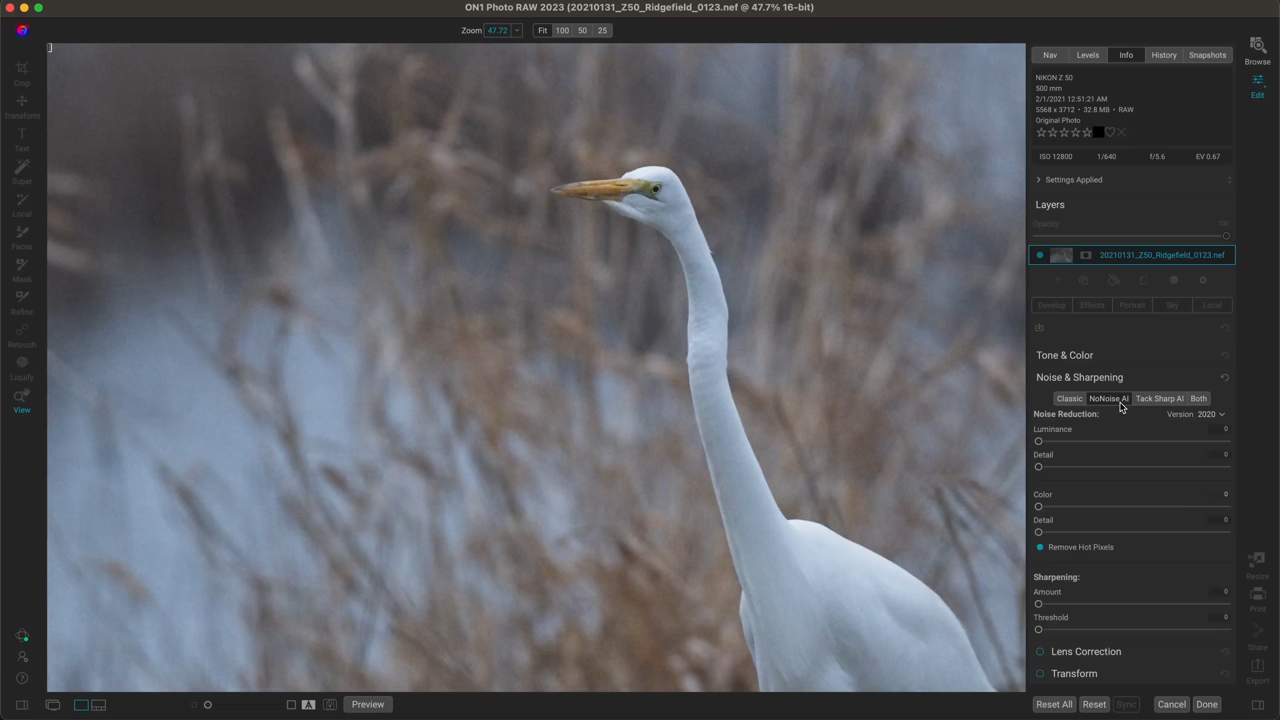 ON1 Photo RAW 2023 (20210131_Z50_Ridgefield_0123.nef @ 47.7% 16-bit)
Zoom 47.72 Fit 100 50 25
Crop
Transform
Text
Super
Local
Faces
Mask
Refine
Retouch
Liquify
View
Nav Levels Info History Snapshots
NIKON Z 50
500 mm
2/1/2021 12:51:21 AM
5568 x 3712 • 32.8 MB • RAW
Original Photo
ISO 12800 1/640 f/5.6 EV 0.67
Settings Applied
Layers
Opacity 100
20210131_Z50_Ridgefield_0123.nef
Develop Effects Portrait Sky Local
Tone & Color
Noise & Sharpening
Classic NoNoise AI Tack Sharp AI Both
Noise Reduction: Version 2020
Luminance 0
Detail 0
Color 0
Detail 0
Remove Hot Pixels
Sharpening:
Amount 0
Threshold 0
Lens Correction
Transform
Browse
Edit
Resize
Print
Share
Export
A Preview
Reset All Reset Sync Cancel Done